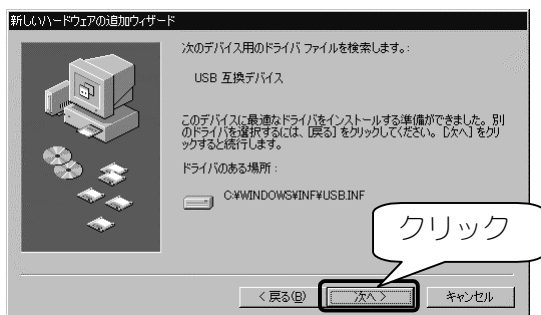 新しいハードウェアの追加ウィザード
次のデバイス用のドライバ ファイルを検索します。:
USB 互換デバイス
このデバイスに最適なドライバをインストールする準備ができました。別
のドライバを選択するには、[戻る] をクリックしてください。[次へ] をクリ
ックすると続行します。
ドライバのある場所 :
C:¥WINDOWS¥INF¥USB.INF
クリック
< 戻る(B)
次へ >
キャンセル